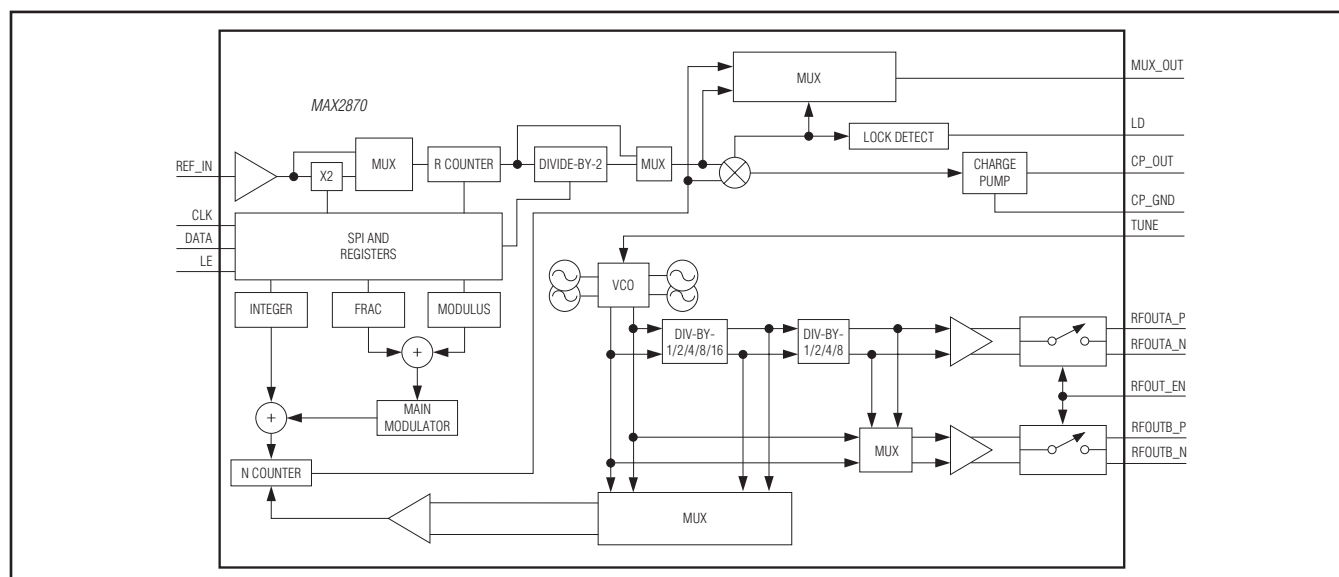 MUX_OUT
MUX
MAX2870
LD
LOCK DETECT
REF_IN
X2
MUX
R COUNTER
DIVIDE-BY-2
MUX
CHARGE
PUMP
CP_OUT
CP_GND
CLK
DATA
LE
SPI AND
REGISTERS
TUNE
VCO
INTEGER
FRAC
MODULUS
DIV-BY-
1/2/4/8/16
DIV-BY-
1/2/4/8
RFOUTA_P
RFOUTA_N
+
RFOUT_EN
+
MAIN
MODULATOR
RFOUTB_P
RFOUTB_N
MUX
N COUNTER
MUX